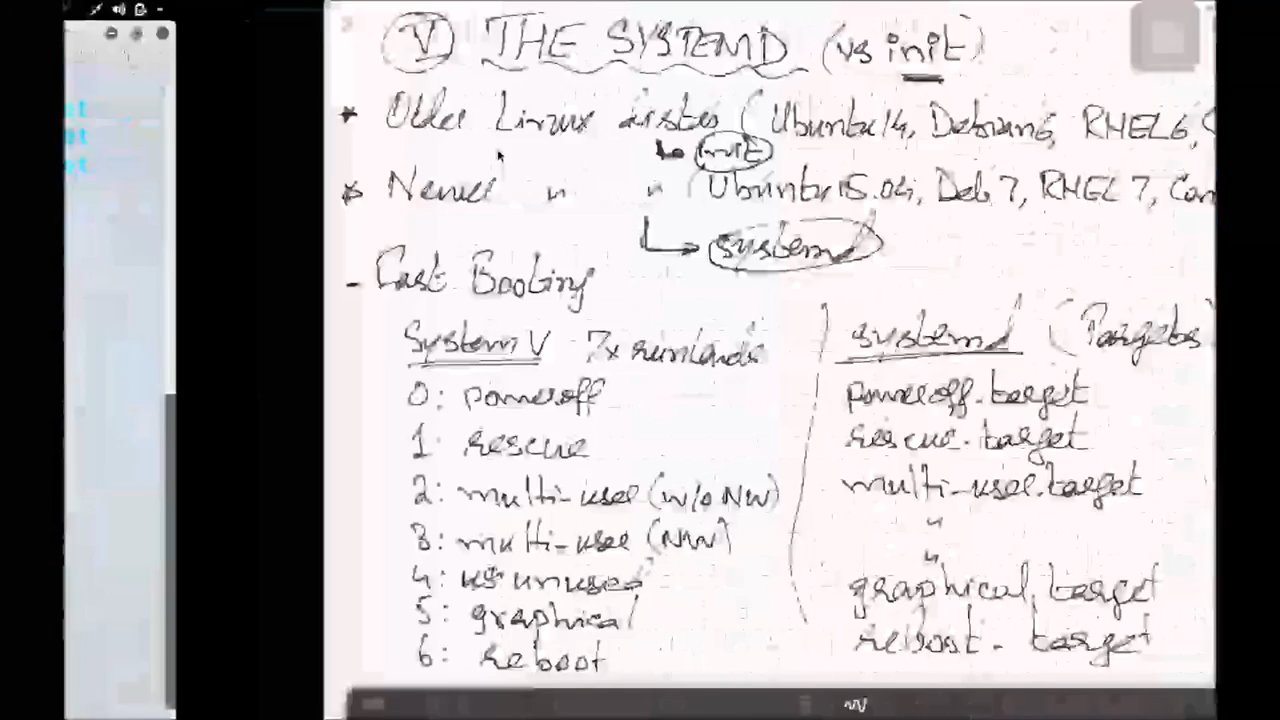 V THE SYSTEMD (vs init)
* Older Linux distros (Ubuntu14, Debian6, RHEL6, C
↳ init
* Newer " " (Ubuntu15.04, Deb 7, RHEL 7, Cen
↳ systemd
- Fast Booting
System V 7x runlevels
systemd (Targets)
0: poweroff poweroff.target
1: rescue rescue.target
2: multi-user (w/o NW) multi-user.target
3: multi-user (NW) "
4: unused "
5: graphical graphical.target
6: reboot reboot.target